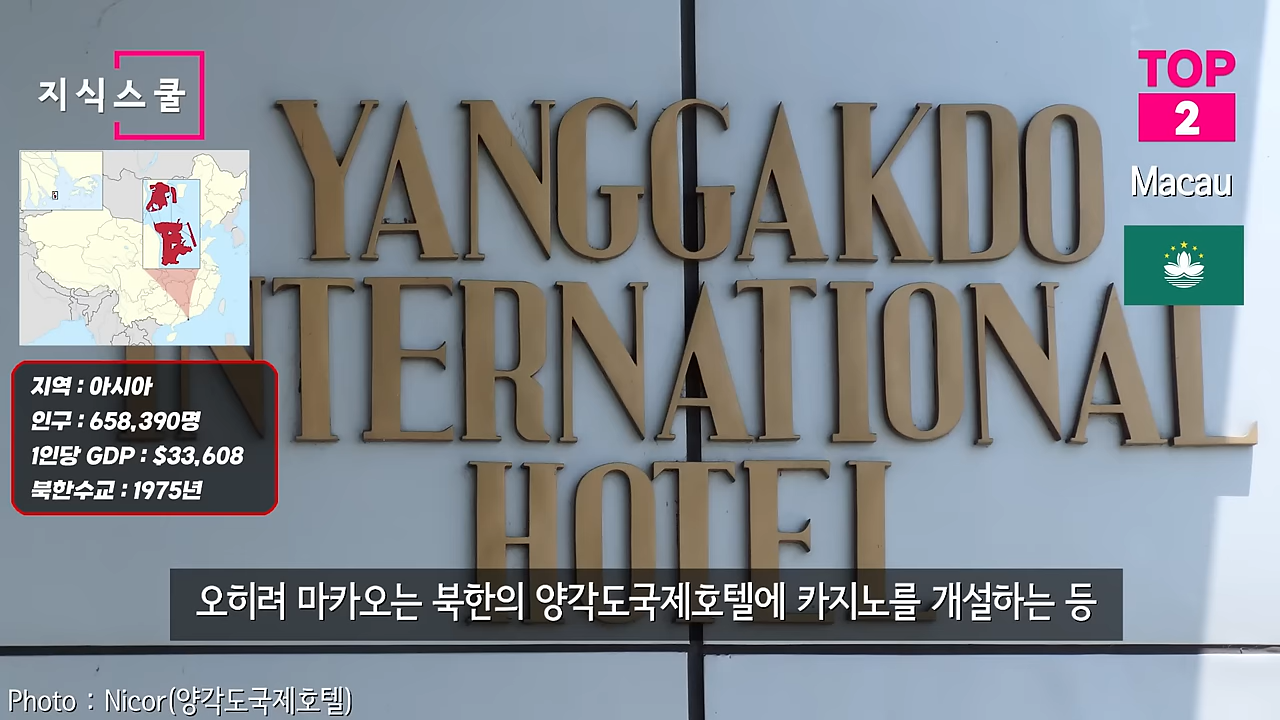 지식스쿨
TOP
2
Macau
YANGGAKDO
INTERNATIONAL
HOTEL
지역 : 아시아
인구 : 658,390명
1인당 GDP : $33,608
북한수교 : 1975년
오히려 마카오는 북한의 양각도국제호텔에 카지노를 개설하는 등
Photo : Nicor(양각도국제호텔)